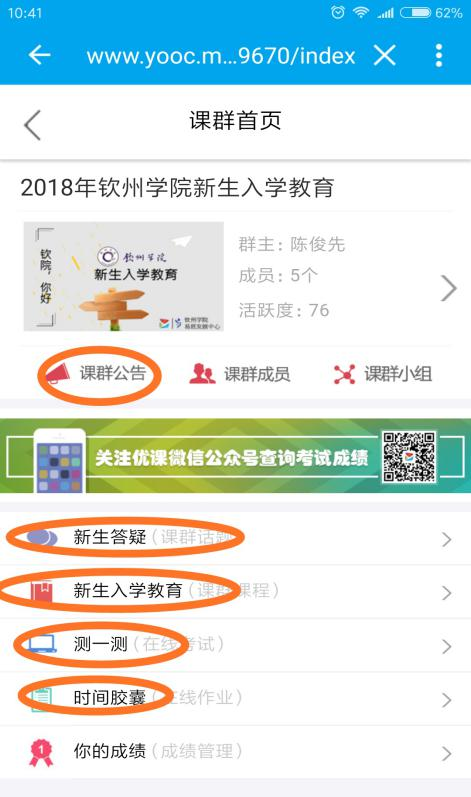 10:41
62%
www.yooc.m...9670/index
课群首页
2018年钦州学院新生入学教育
钦院，你好
钦州学院
新生入学教育
钦州学院
易班发展中心
群主: 陈俊先
成员: 5个
活跃度: 76
课群公告
课群成员
课群小组
关注优课微信公众号查询考试成绩
新生答疑(课群话题)
新生入学教育(课群课程)
测一测(在线考试)
时间胶囊(在线作业)
1
你的成绩(成绩管理)